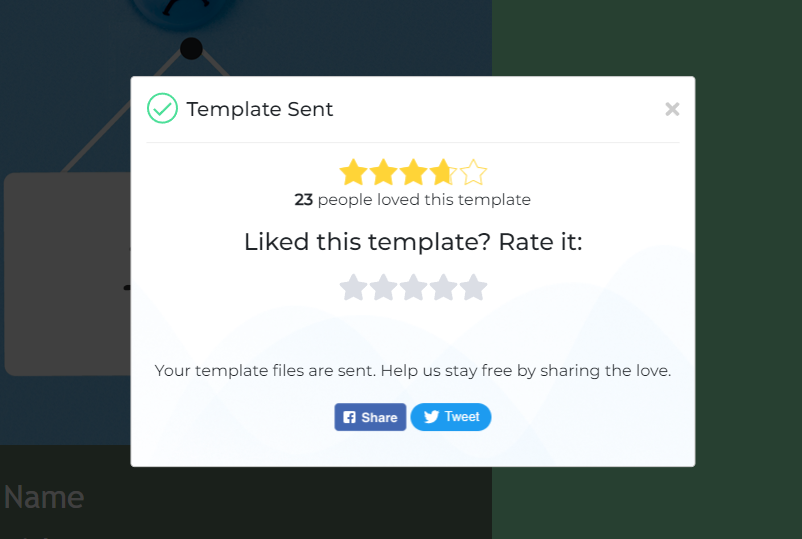 Template Sent
23 people loved this template
Liked this template? Rate it:
Your template files are sent. Help us stay free by sharing the love.
Share
Tweet
Name